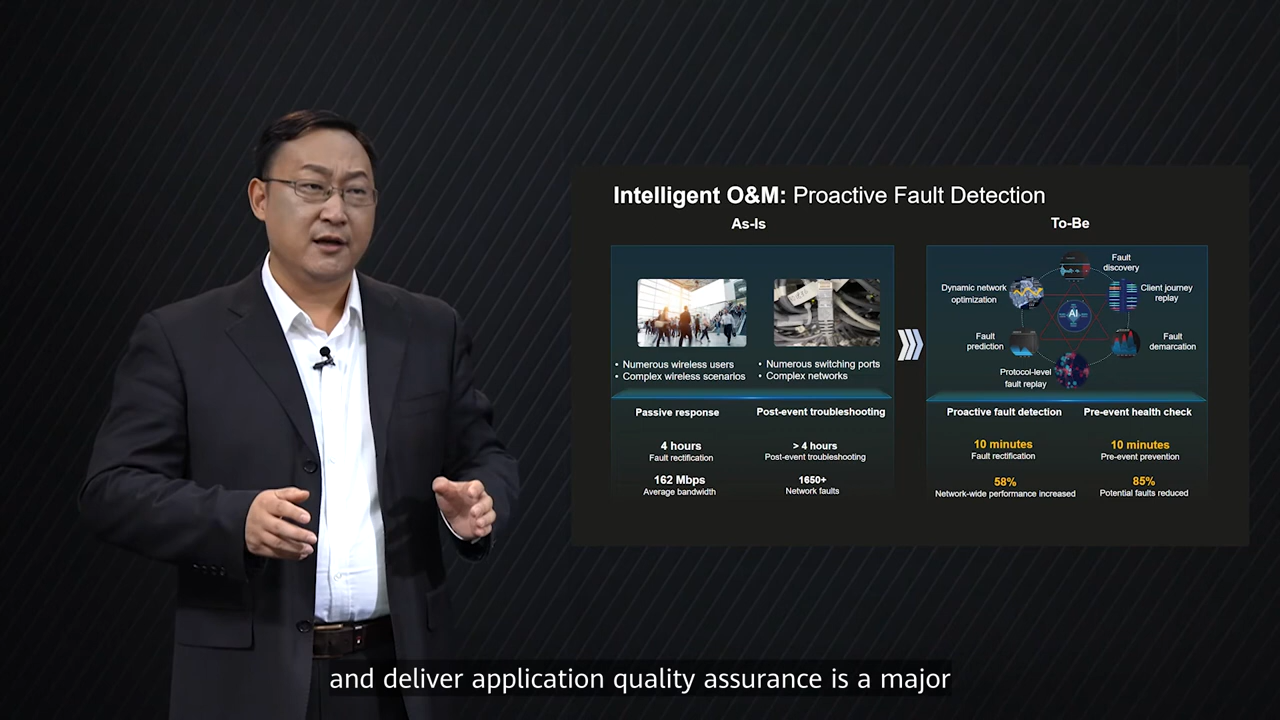 Intelligent O&M: Proactive Fault Detection
As-Is
• Numerous wireless users
• Complex wireless scenarios
• Numerous switching ports
• Complex networks
Passive response
Post-event troubleshooting
4 hours
Fault rectification
> 4 hours
Post-event troubleshooting
162 Mbps
Average bandwidth
1650+
Network faults
To-Be
Fault
discovery
Client journey
replay
Fault
demarcation
Protocol-level
fault replay
Fault
prediction
Dynamic network
optimization
AI
Proactive fault detection
Pre-event health check
10 minutes
Fault rectification
10 minutes
Pre-event prevention
58%
Network-wide performance increased
85%
Potential faults reduced
and deliver application quality assurance is a major